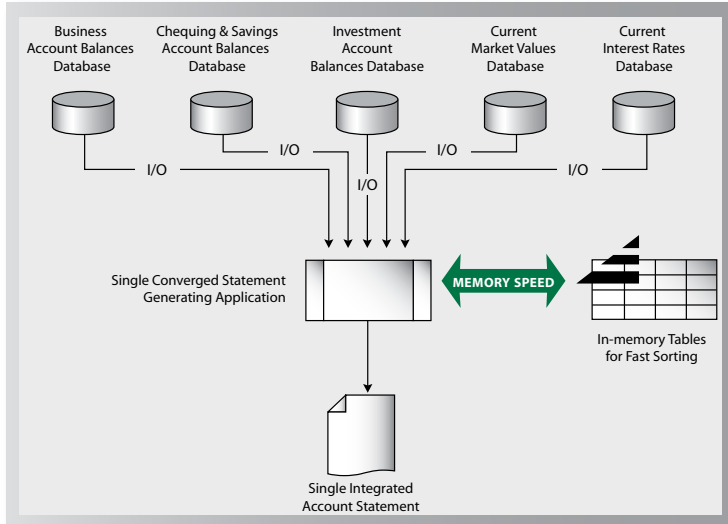 Business
Account Balances
Database
Chequing & Savings
Account Balances
Database
Investment
Account
Balances Database
Current
Market Values
Database
Current
Interest Rates
Database
I/O
I/O
I/O
I/O
I/O
Single Converged Statement
Generating Application
MEMORY SPEED
In-memory Tables
for Fast Sorting
Single Integrated
Account Statement